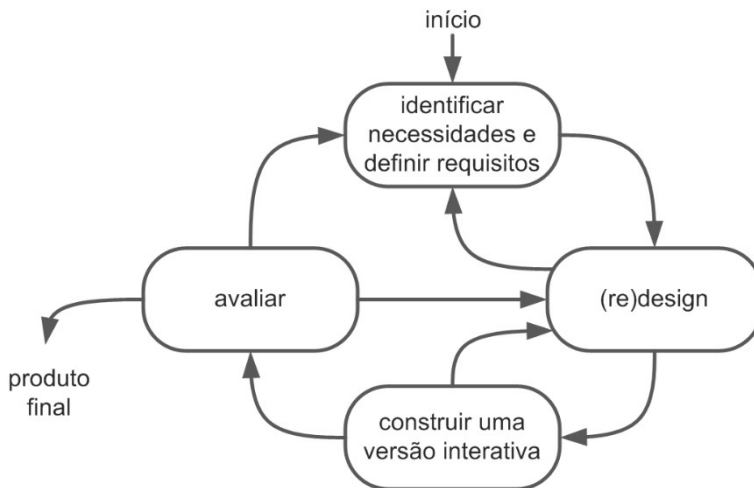 início
identificar
necessidades e
definir requisitos
avaliar
(re)design
produto
final
construir uma
versão interativa